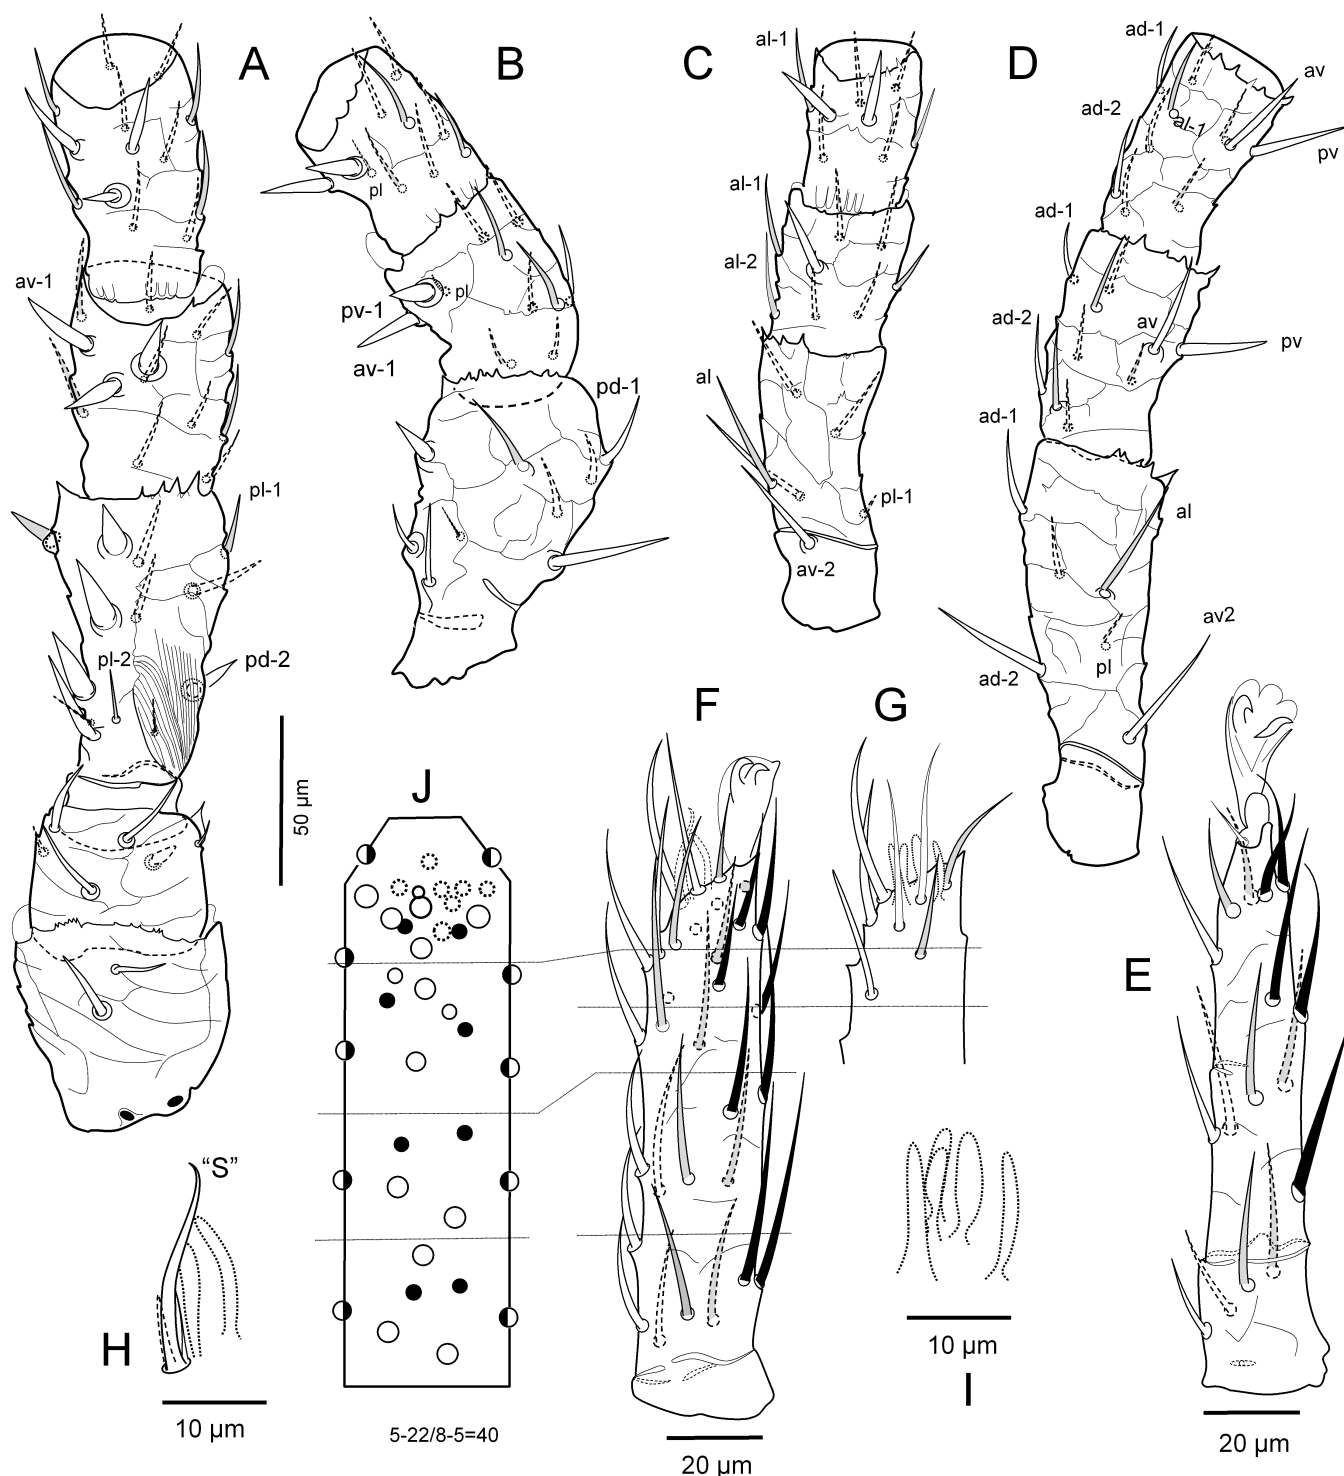 A
B
C
D
al-1
ad-1
av
ad-2
al-1
pv
pl
al-1
ad-1
al-2
av-1
pl
pv-1
av-1
ad-2
av
pv
al
pd-1
ad-1
pl-1
pl-1
al
av-2
av2
pl-2
pd-2
ad-2
pl
F
G
50 µm
J
E
"S"
H
10 µm
10 µm
I
5-22/8-5=40
20 µm
20 µm